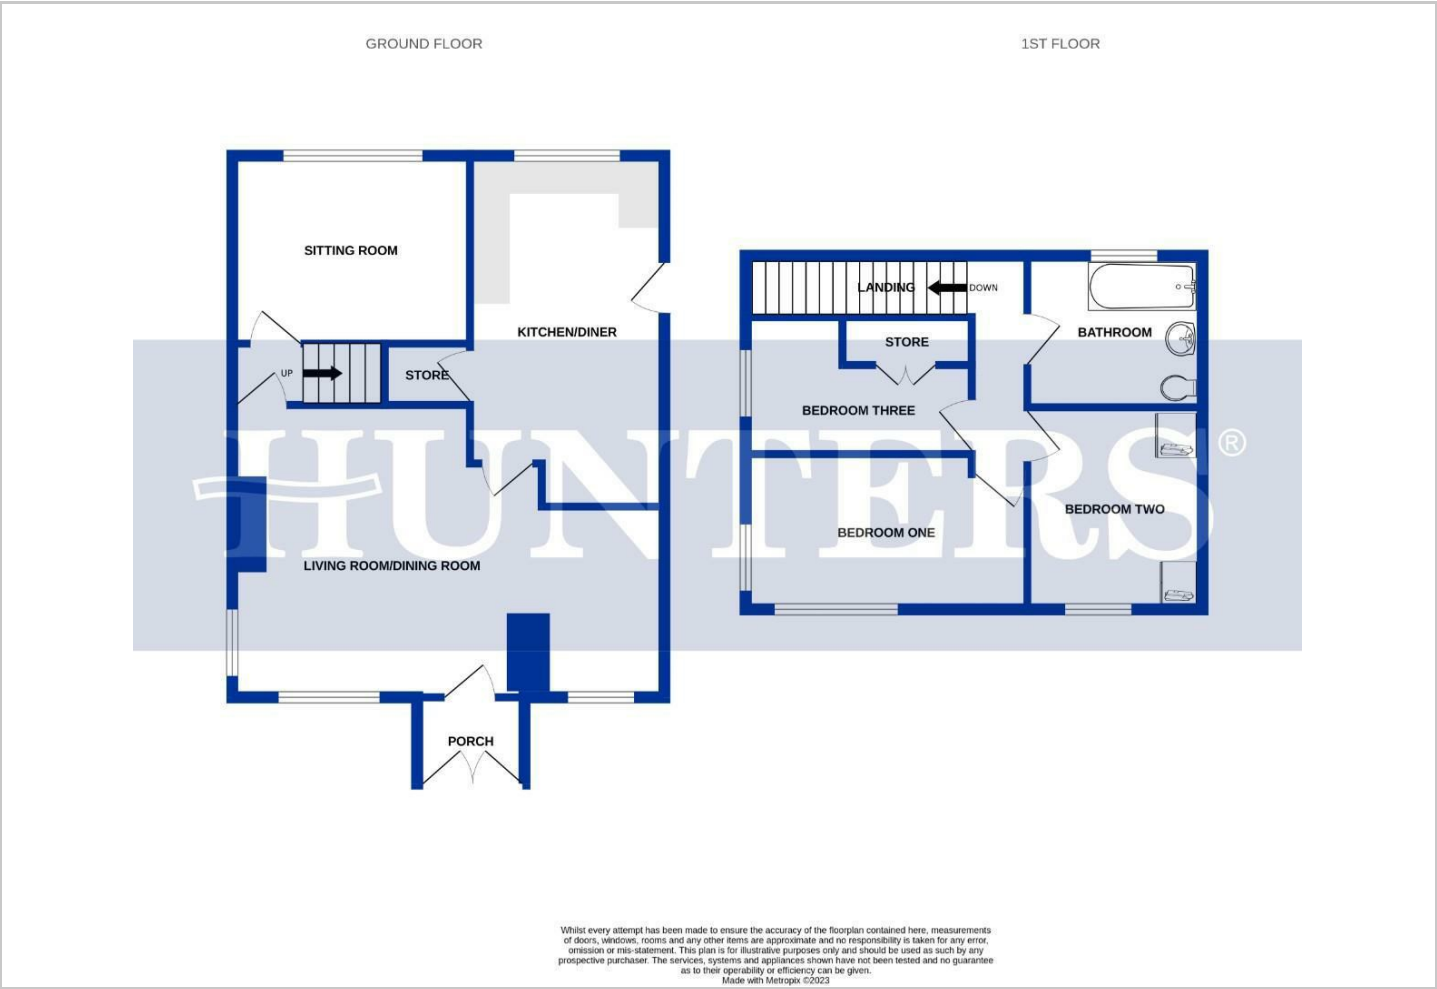 GROUND FLOOR
1ST FLOOR
SITTING ROOM
KITCHEN/DINER
UP
STORE
LIVING ROOM/DINING ROOM
PORCH
LANDING
DOWN
BATHROOM
STORE
BEDROOM THREE
BEDROOM TWO
BEDROOM ONE
HUNTERS®
Whilst every attempt has been made to ensure the accuracy of the floorplan contained here, measurements
of doors, windows, rooms and any other items are approximate and no responsibility is taken for any error,
omission or mis-statement. This plan is for illustrative purposes only and should be used as such by any
prospective purchaser. The services, systems and appliances shown have not been tested and no guarantee
as to their operability or efficiency can be given.
Made with Metropix ©2023